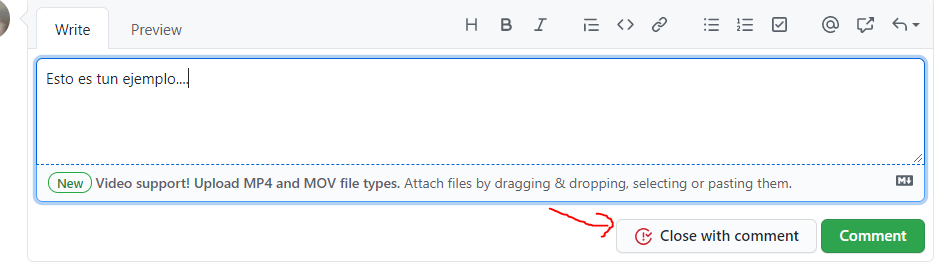 Write Preview H B I
Esto es tun ejemplo....
New Video support! Upload MP4 and MOV file types. Attach files by dragging & dropping, selecting or pasting them. M
Close with comment Comment